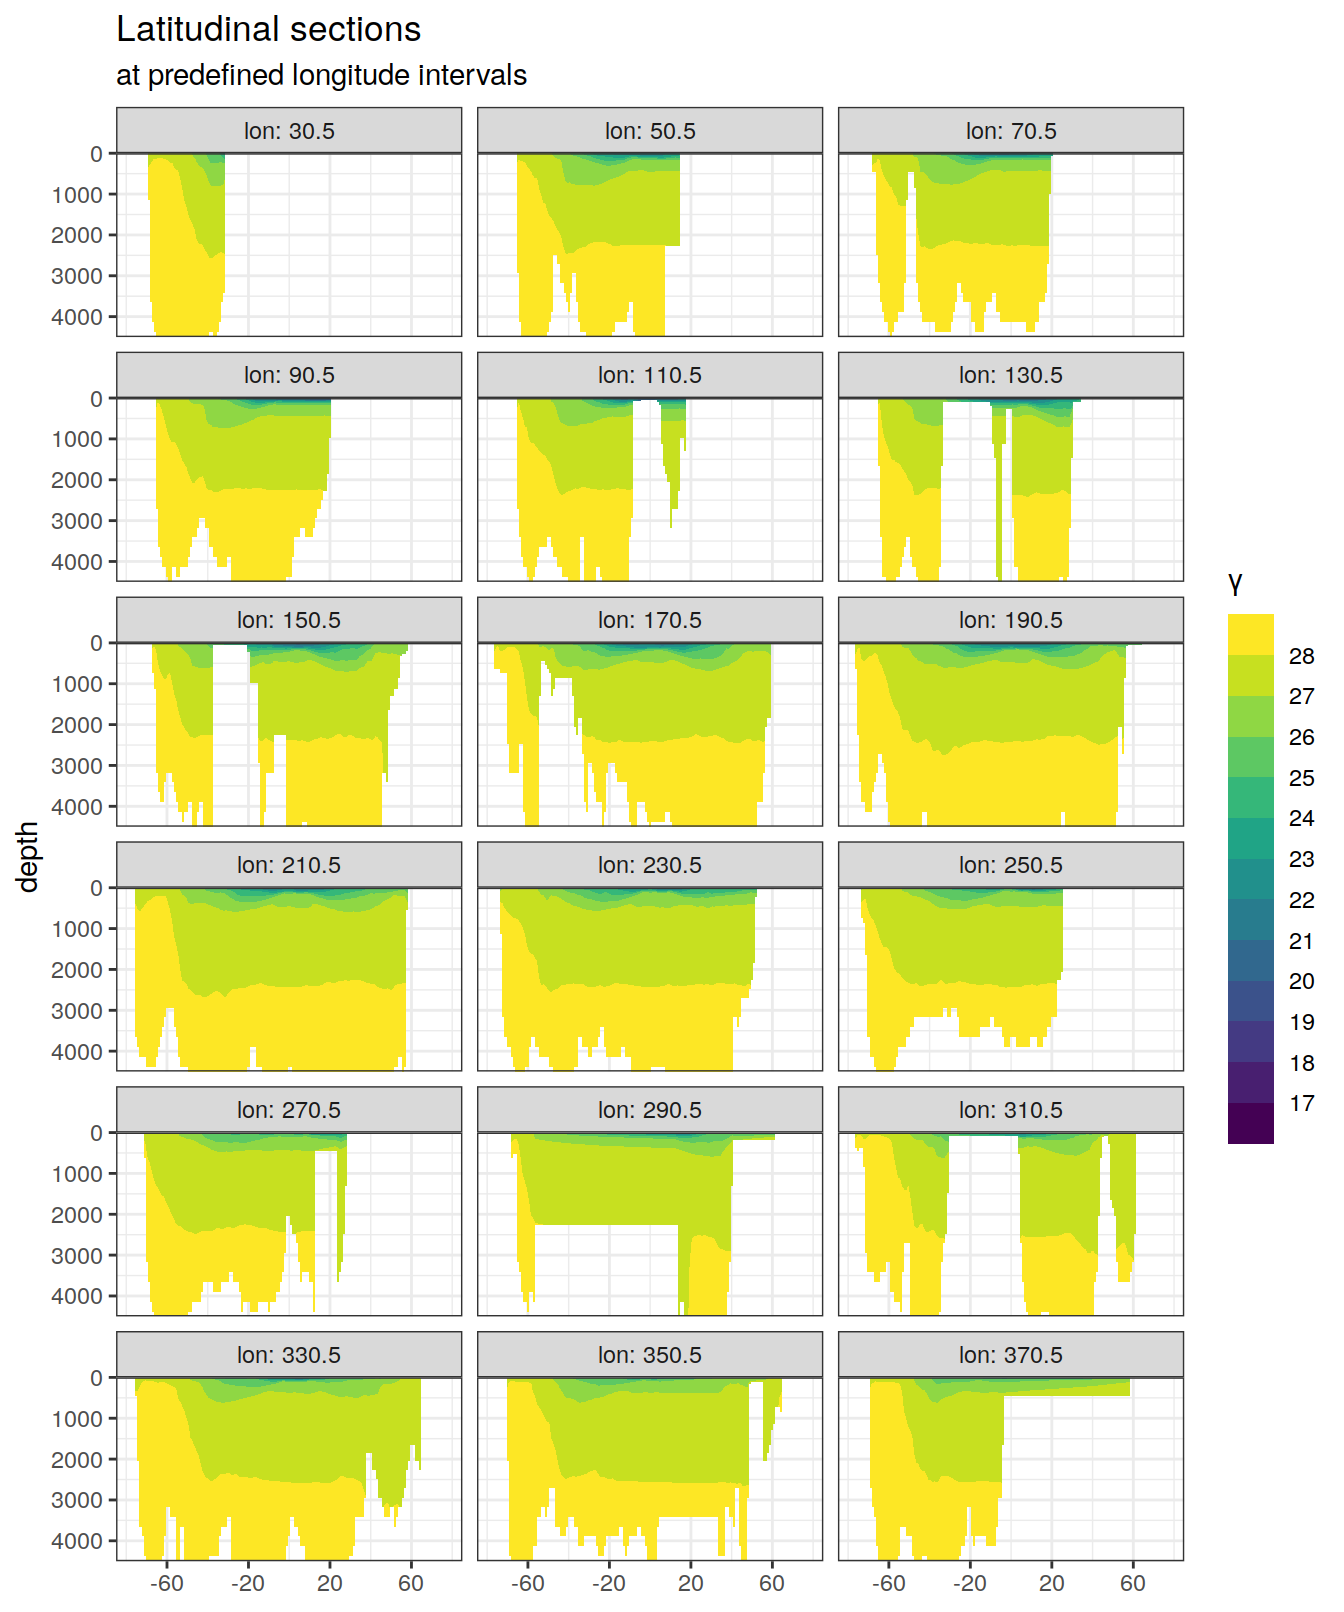 Latitudinal sections
at predefined longitude intervals
lon: 30.5
lon: 50.5
lon: 70.5
0
1000
2000
3000
4000
lon: 90.5
lon: 110.5
lon: 130.5
0
1000
2000
3000
4000
lon: 150.5
lon: 170.5
lon: 190.5
0
1000
2000
3000
4000
lon: 210.5
lon: 230.5
lon: 250.5
0
1000
2000
3000
4000
lon: 270.5
lon: 290.5
lon: 310.5
0
1000
2000
3000
4000
lon: 330.5
lon: 350.5
lon: 370.5
0
1000
2000
3000
4000
-60 -20 20 60
-60 -20 20 60
-60 -20 20 60
depth
γ
28
27
26
25
24
23
22
21
20
19
18
17